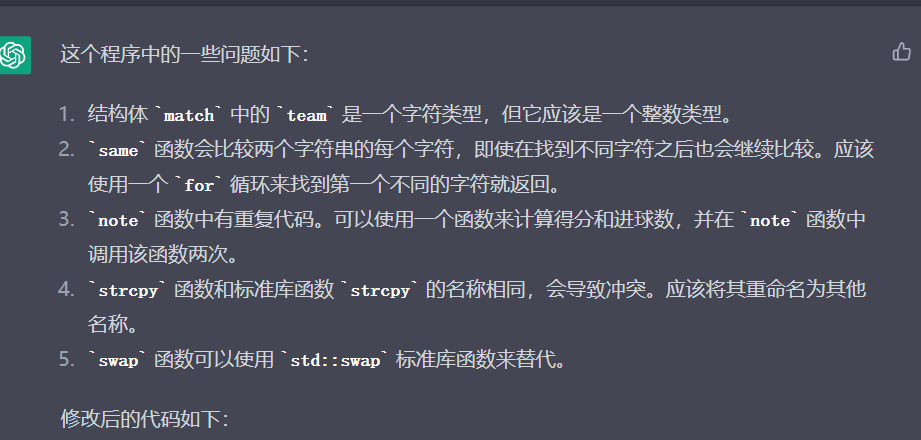 这个程序中的一些问题如下：
1. 结构体 `match` 中的 `team` 是一个字符类型，但它应该是一个整数类型。
2. `same` 函数会比较两个字符串的每个字符，即使在找到不同字符之后也会继续比较。应该
使用一个 `for` 循环来找到第一个不同的字符就返回。
3. `note` 函数中有重复代码。可以使用一个函数来计算得分和进球数，并在 `note` 函数中
调用该函数两次。
4. `strcpy` 函数和标准库函数 `strcpy` 的名称相同，会导致冲突。应该将其重命名为其他
名称。
5. `swap` 函数可以使用 `std::swap` 标准库函数来替代。
修改后的代码如下：